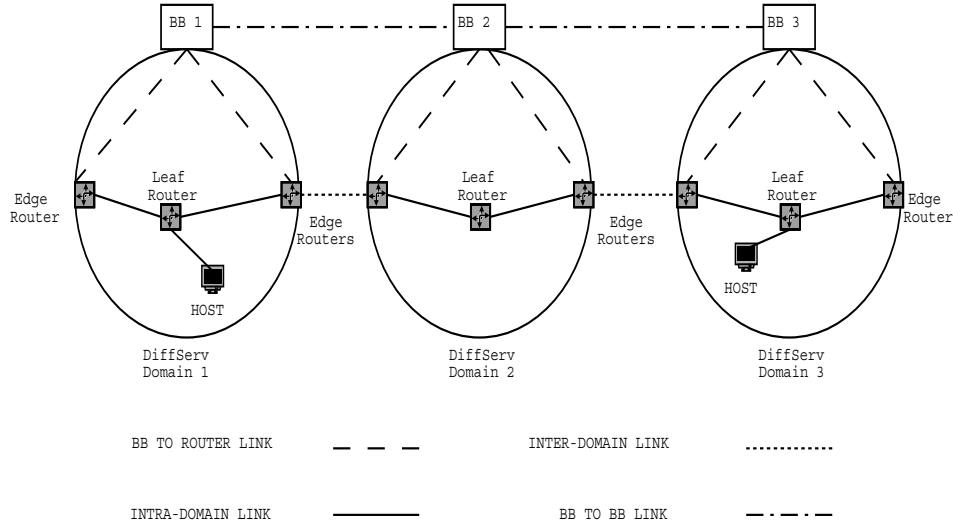 BB 1
BB 2
BB 3
Leaf
Router
Leaf
Router
Leaf
Router
Edge
Router
Edge
Routers
Edge
Routers
Edge
Router
HOST
HOST
DiffServ
Domain 1
DiffServ
Domain 2
DiffServ
Domain 3
BB TO ROUTER LINK
INTER-DOMAIN LINK
INTRA-DOMAIN LINK
BB TO BB LINK